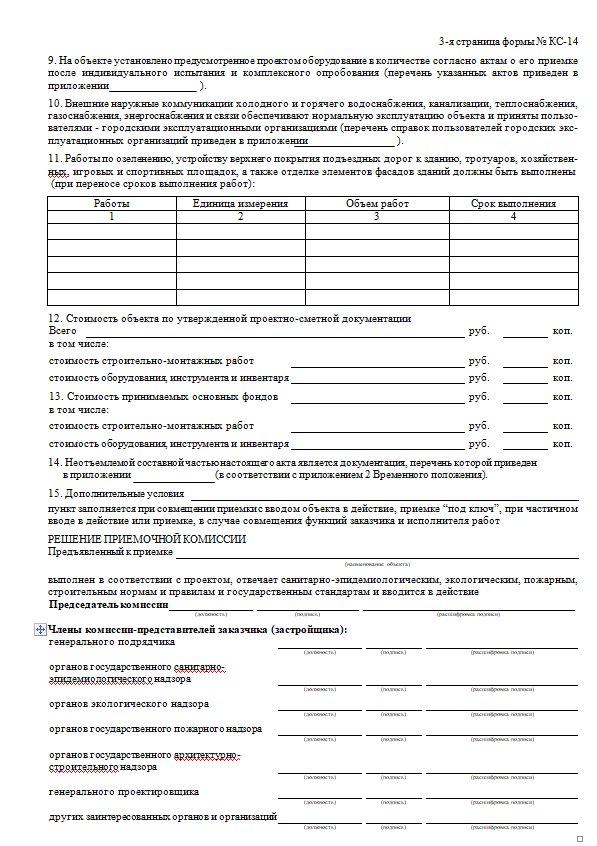 3-я страница формы № КС-14
9. На объекте установлено предусмотренное проектом оборудование в количестве согласно актам о его приемке
после индивидуального испытания и комплексного опробования (перечень указанных актов приведен в
приложении ________________ ).
10. Внешние наружные коммуникации холодного и горячего водоснабжения, канализации, теплоснабжения,
газоснабжения, энергоснабжения и связи обеспечивают нормальную эксплуатацию объекта и приняты пользо-
вателями - городскими эксплуатационными организациями (перечень справок пользователей городских экс-
плуатационных организаций приведен в приложении ________________ ).
11. Работы по озеленению, устройству верхнего покрытия подъездных дорог к зданию, тротуаров, хозяйствен-
ных, игровых и спортивных площадок, а также отделке элементов фасадов зданий должны быть выполнены
(при переносе сроков выполнения работ):
Работы Единица измерения Объем работ Срок выполнения
1 2 3 4
12. Стоимость объекта по утвержденной проектно-сметной документации
Всего руб. коп.
в том числе:
стоимость строительно-монтажных работ руб. коп.
стоимость оборудования, инструмента и инвентаря руб. коп.
13. Стоимость принимаемых основных фондов руб. коп.
в том числе:
стоимость строительно-монтажных работ руб. коп.
стоимость оборудования, инструмента и инвентаря руб. коп.
14. Неотъемлемой составной частью настоящего акта является документация, перечень которой приведен
в приложении ______________ (в соответствии с приложением 2 Временного положения).
15. Дополнительные условия
пункт заполняется при совмещении приемки с вводом объекта в действие, приемке “под ключ”, при частичном
вводе в действие или приемке, в случае совмещения функций заказчика и исполнителя работ
РЕШЕНИЕ ПРИЕМОЧНОЙ КОМИССИИ
Предъявленный к приемке
(наименование объекта)
выполнен в соответствии с проектом, отвечает санитарно-эпидемиологическим, экологическим, пожарным,
строительным нормам и правилам и государственным стандартам и вводится в действие
Председатель комиссии
(должность) (подпись) (расшифровка подписи)
Члены комиссии-представителей заказчика (застройщика):
генерального подрядчика
(должность) (подпись) (расшифровка подписи)
органов государственного санитарно-
эпидемиологического надзора
(должность) (подпись) (расшифровка подписи)
органов экологического надзора
(должность) (подпись) (расшифровка подписи)
органов государственного пожарного надзора
(должность) (подпись) (расшифровка подписи)
органов государственного архитектурно-
строительного надзора
(должность) (подпись) (расшифровка подписи)
генерального проектировщика
(должность) (подпись) (расшифровка подписи)
других заинтересованных органов и организаций
(должность) (подпись) (расшифровка подписи)